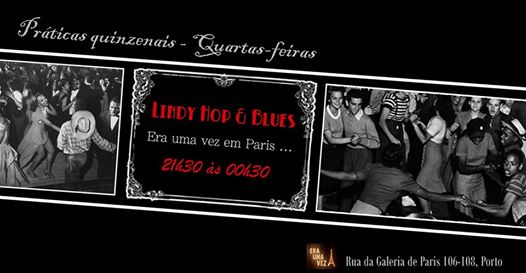 Práticas quinzenais - Quartas-feiras
Lindy Hop & Blues
Era uma vez em Paris ...
21h30 às 00h30
ERA
UMA
VEZ
Rua da Galeria de Paris 106-108, Porto